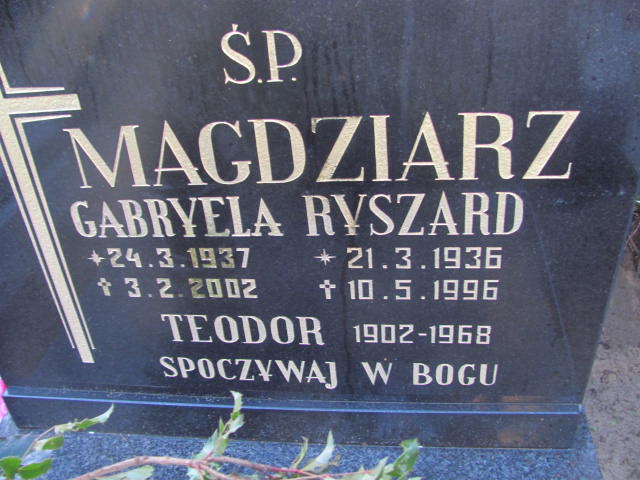 Ś.P.
MAGDZIARZ
GABRYELA RYSZARD
*24.3.1937 *21.3.1936
†3.2.2002 †10.5.1996
TEODOR 1902-1968
SPOCZYWAJ W BOGU